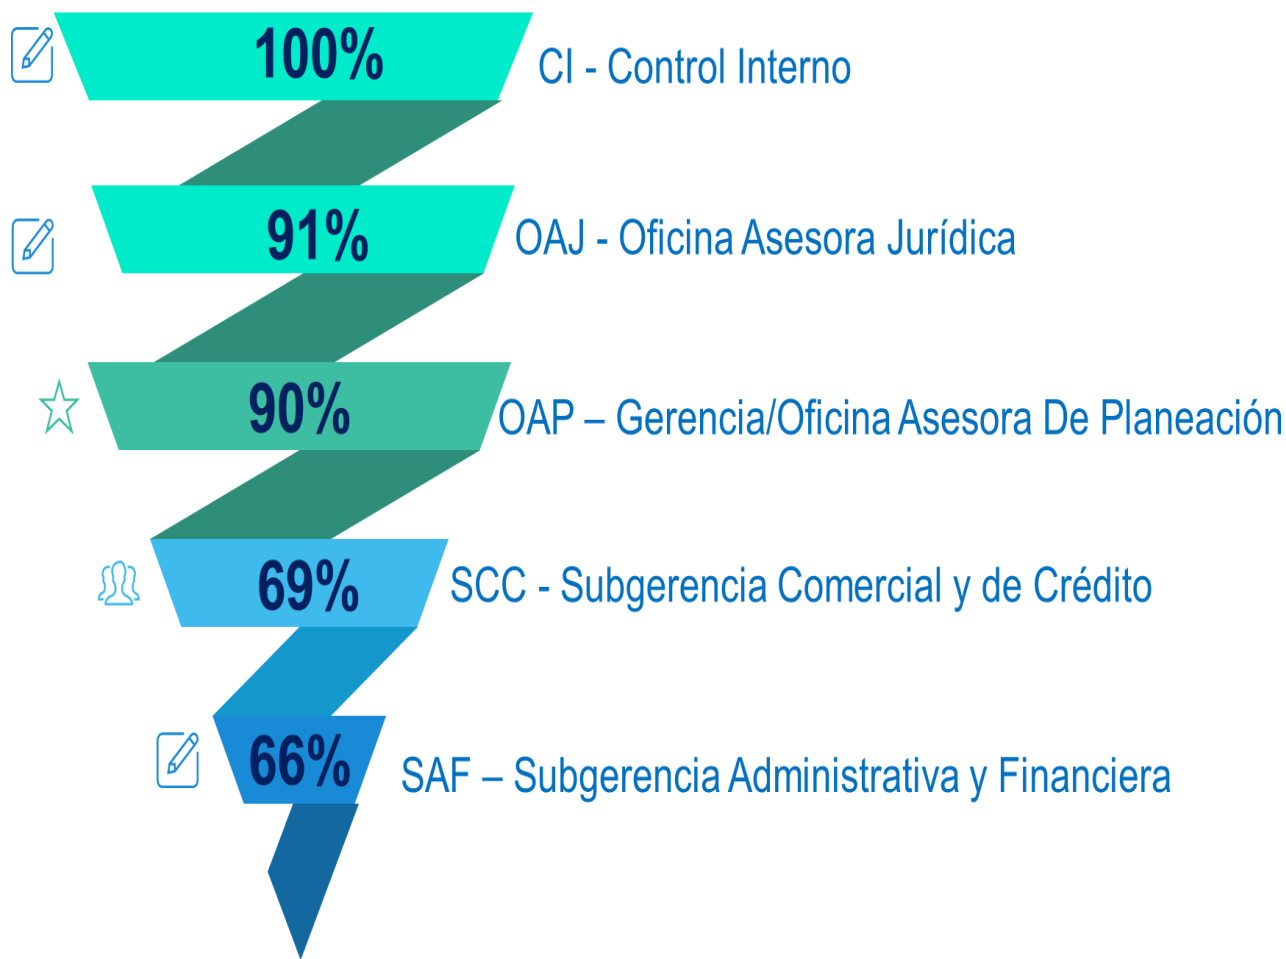 100%
CI - Control Interno
91%
OAJ - Oficina Asesora Jurídica
90%
OAP – Gerencia/Oficina Asesora De Planeación
69%
SCC - Subgerencia Comercial y de Crédito
66%
SAF – Subgerencia Administrativa y Financiera